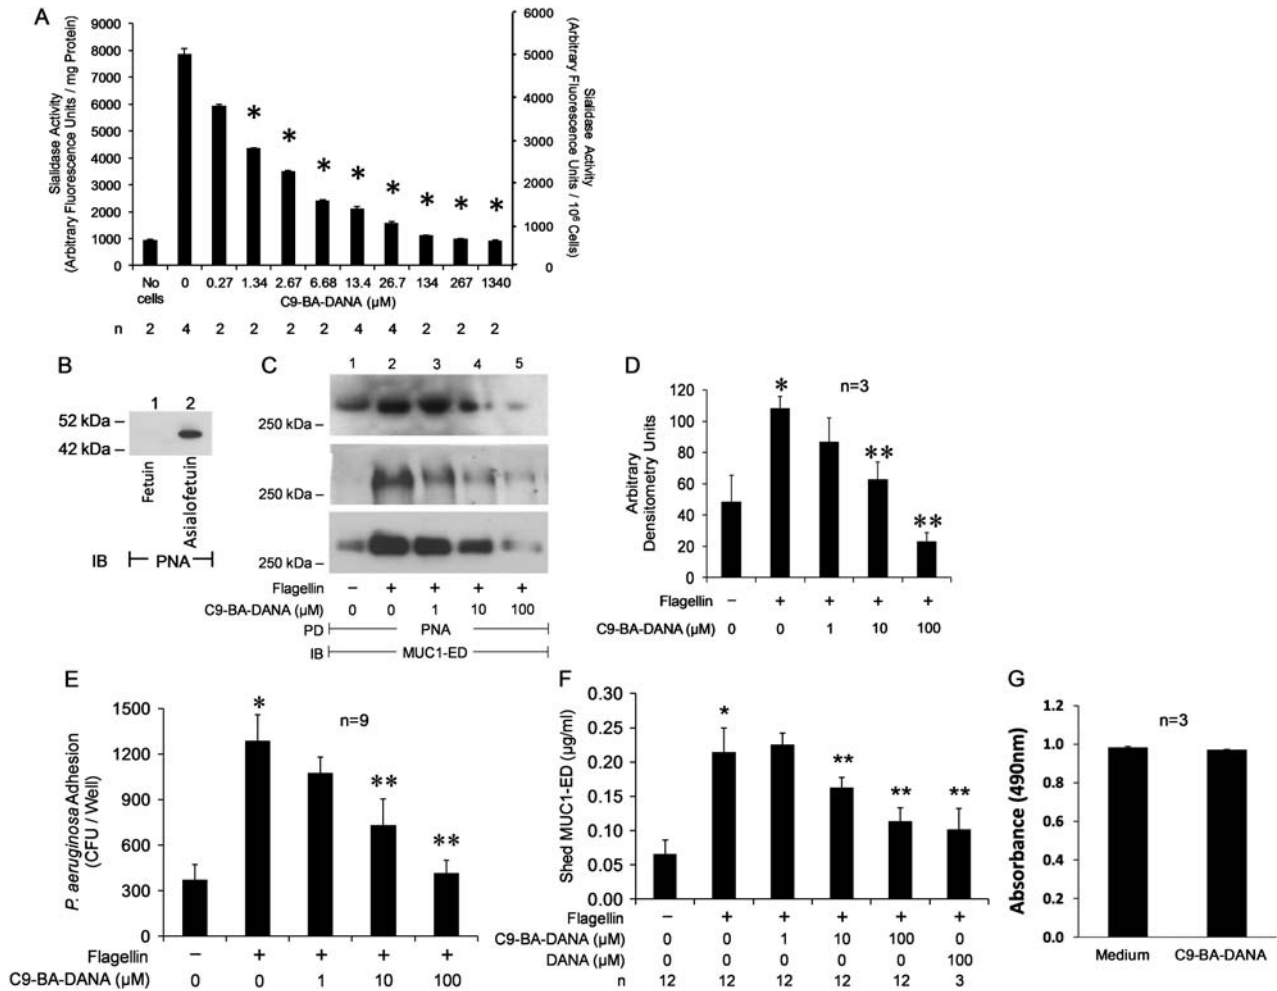 A
Sialidase Activity
(Arbitrary Fluorescence Units / mg Protein)
9000
8000
7000
6000
5000
4000
3000
2000
1000
0
* * * * * * * *
6000
5000
4000
3000
2000
1000
0
Sialidase Activity
(Arbitrary Fluorescence Units / 10⁶ Cells)
No cells 0 0.27 1.34 2.67 6.68 13.4 26.7 134 267 1340
C9-BA-DANA (µM)
n 2 4 2 2 2 2 4 4 2 2 2
B
1 2
52 kDa –
42 kDa –
Fetuin
Asialofetuin
IB PNA
C
1 2 3 4 5
250 kDa –
250 kDa –
250 kDa –
Flagellin – + + + +
C9-BA-DANA (µM) 0 0 1 10 100
PD PNA
IB MUC1-ED
D
n=3
Arbitrary
Densitometry Units
120
100
80
60
40
20
0
* ** **
Flagellin – + + + +
C9-BA-DANA (µM) 0 0 1 10 100
E
n=9
P. aeruginosa Adhesion
(CFU / Well)
1500
1200
900
600
300
0
* ** **
Flagellin – + + + +
C9-BA-DANA (µM) 0 0 1 10 100
F
Shed MUC1-ED (µg/ml)
0.30
0.25
0.20
0.15
0.10
0.05
0.00
* ** ** **
Flagellin – + + + + +
C9-BA-DANA (µM) 0 0 1 10 100 0
DANA (µM) 0 0 0 0 0 100
n 12 12 12 12 12 3
G
n=3
Absorbance (490nm)
1.2
1.0
0.8
0.6
0.4
0.2
0.0
Medium C9-BA-DANA